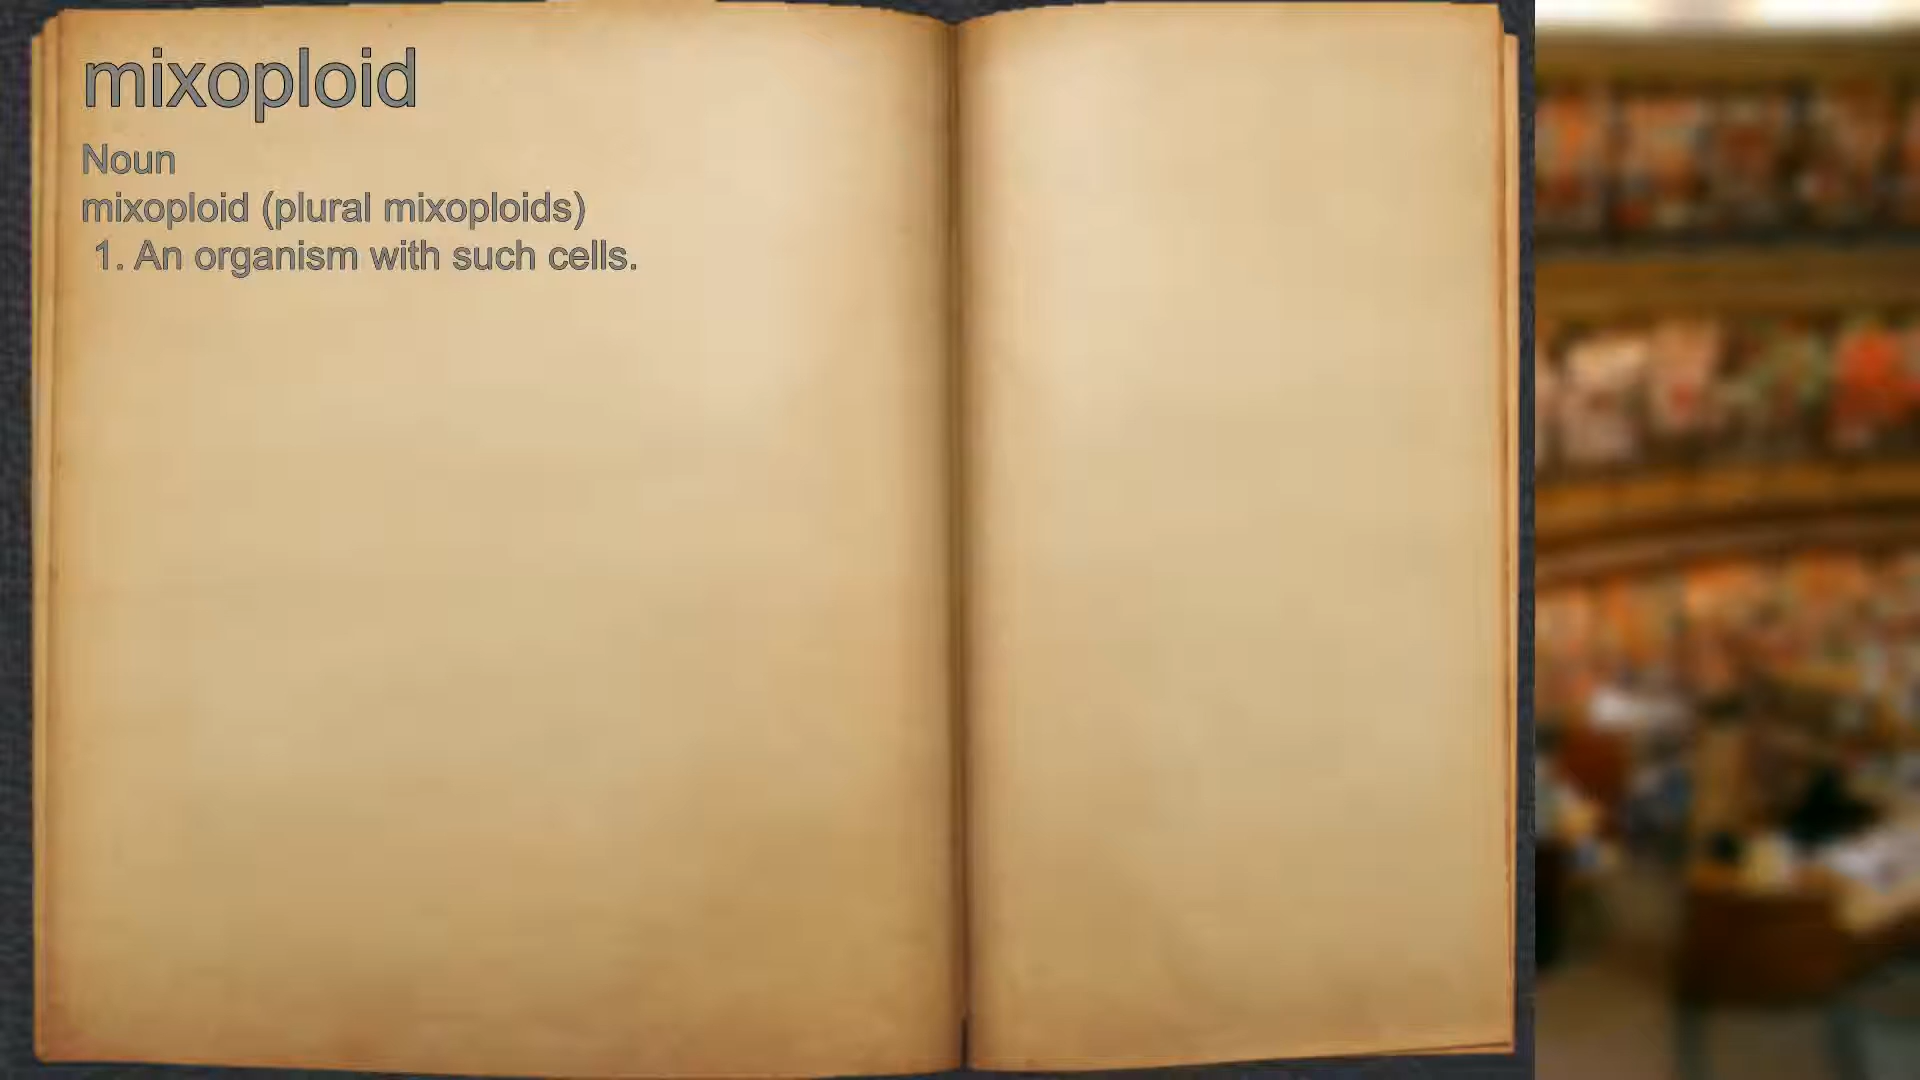 mixoploid
Noun
mixoploid (plural mixoploids)
1. An organism with such cells.